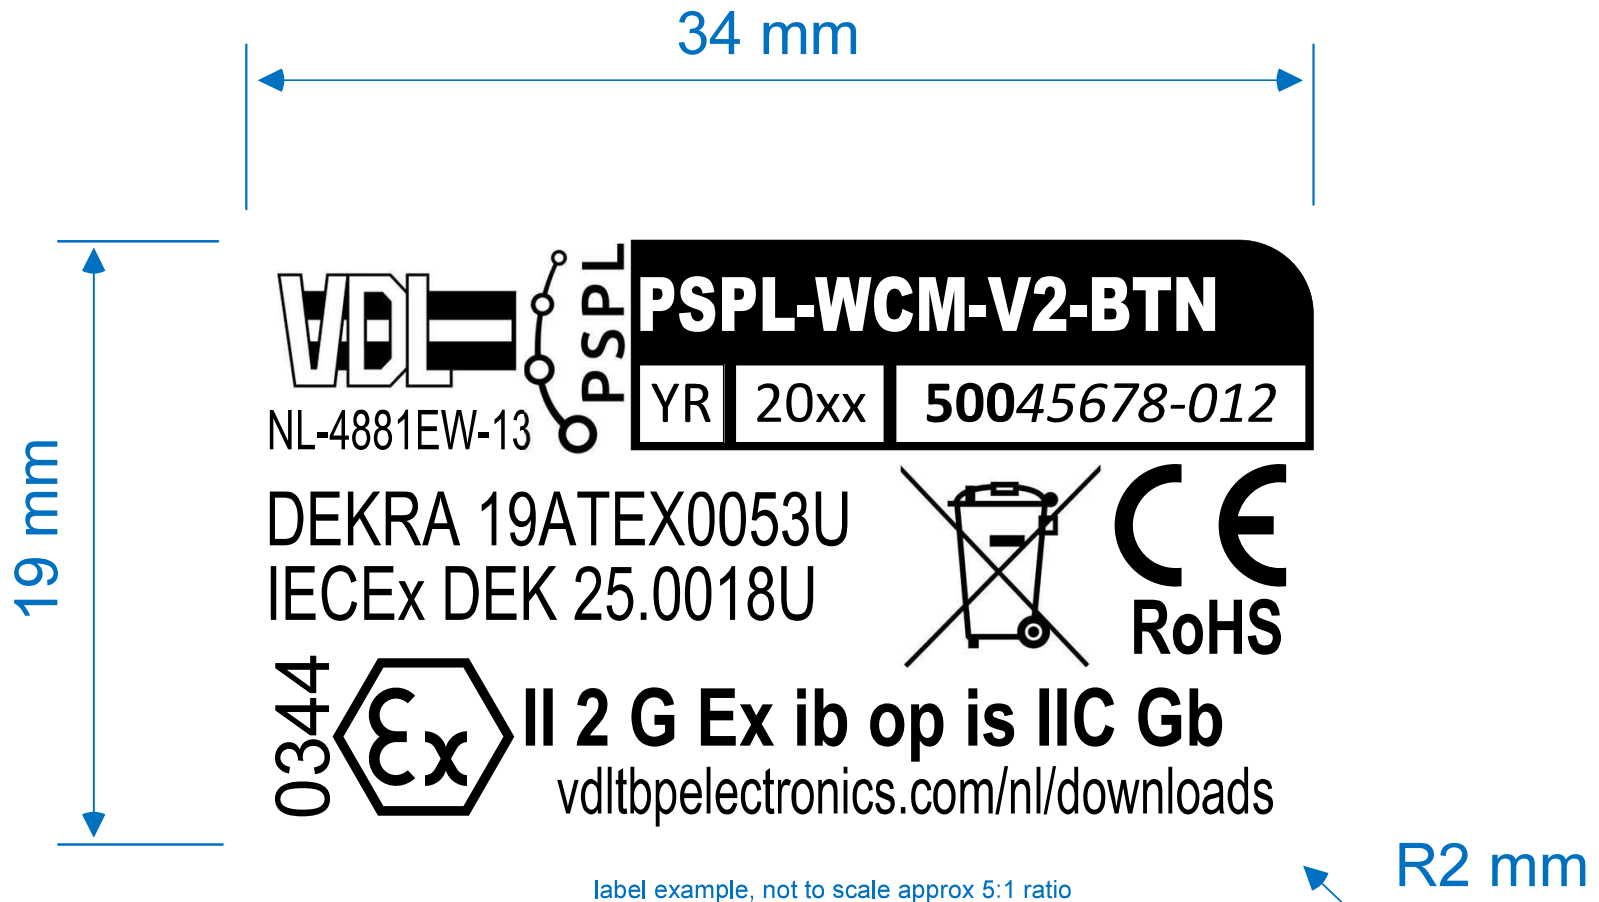 34 mm
19 mm
VDL
PSPL
PSPL-WCM-V2-BTN
YR 20xx 50045678-012
NL-4881EW-13
DEKRA 19ATEX0053U
IECEx DEK 25.0018U
CE
RoHS
0344
Ex II 2 G Ex ib op is IIC Gb
vdltbpelectronics.com/nl/downloads
R2 mm
label example, not to scale approx 5:1 ratio